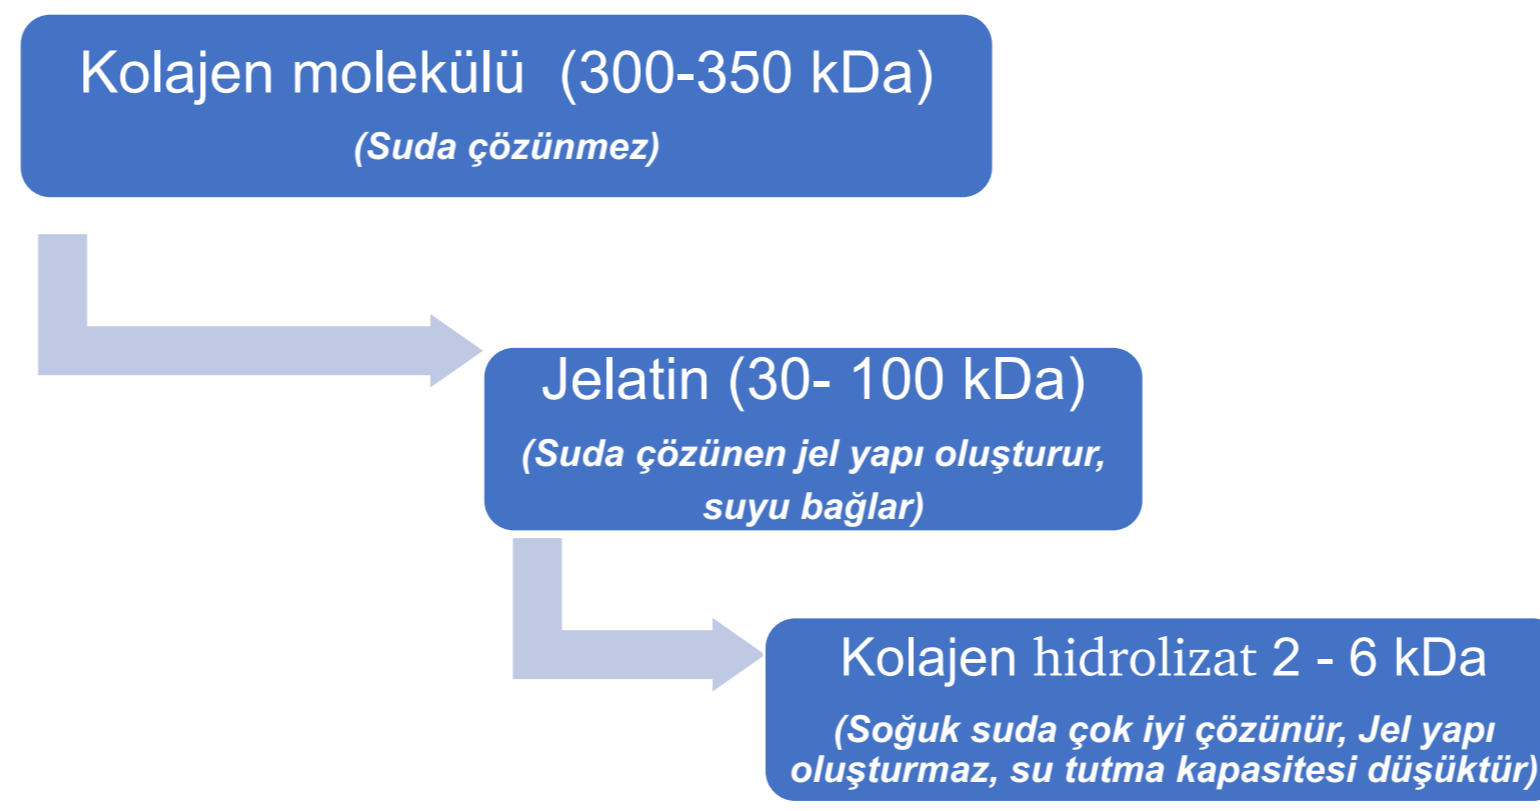 Kolajen molekülü (300-350 kDa)
(Suda çözünmez)
Jelatin (30- 100 kDa)
(Suda çözünen jel yapı oluşturur,
suyu bağlar)
Kolajen hidrolizat 2 - 6 kDa
(Soğuk suda çok iyi çözünür, Jel yapı
oluşturmaz, su tutma kapasitesi düşüktür)